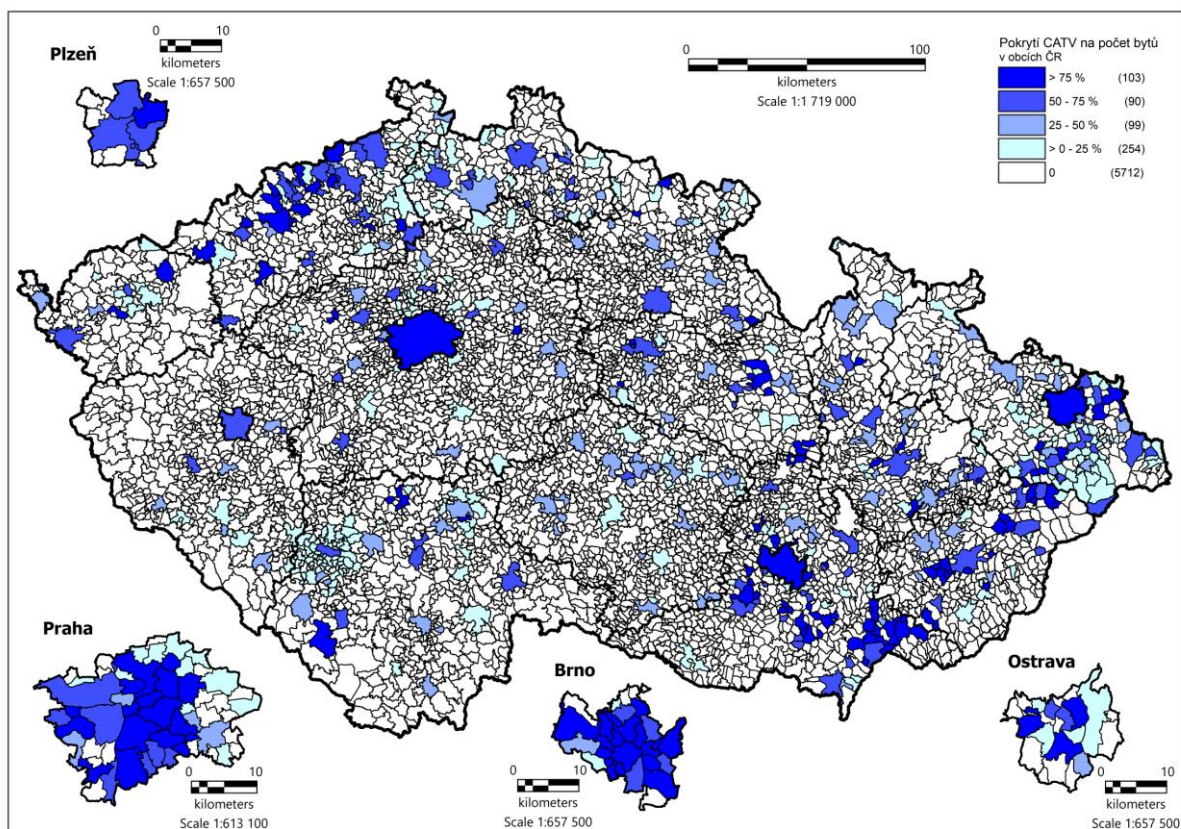 Plzeň
0 10
kilometers
Scale 1:657 500
0 100
kilometers
Scale 1:1 719 000
Pokrytí CATV na počet bytů
v obcích ČR
> 75 % (103)
50 - 75 % (90)
25 - 50 % (99)
> 0 - 25 % (254)
0 (5712)
Praha
0 10
kilometers
Scale 1:613 100
Brno
0 10
kilometers
Scale 1:657 500
Ostrava
0 10
kilometers
Scale 1:657 500